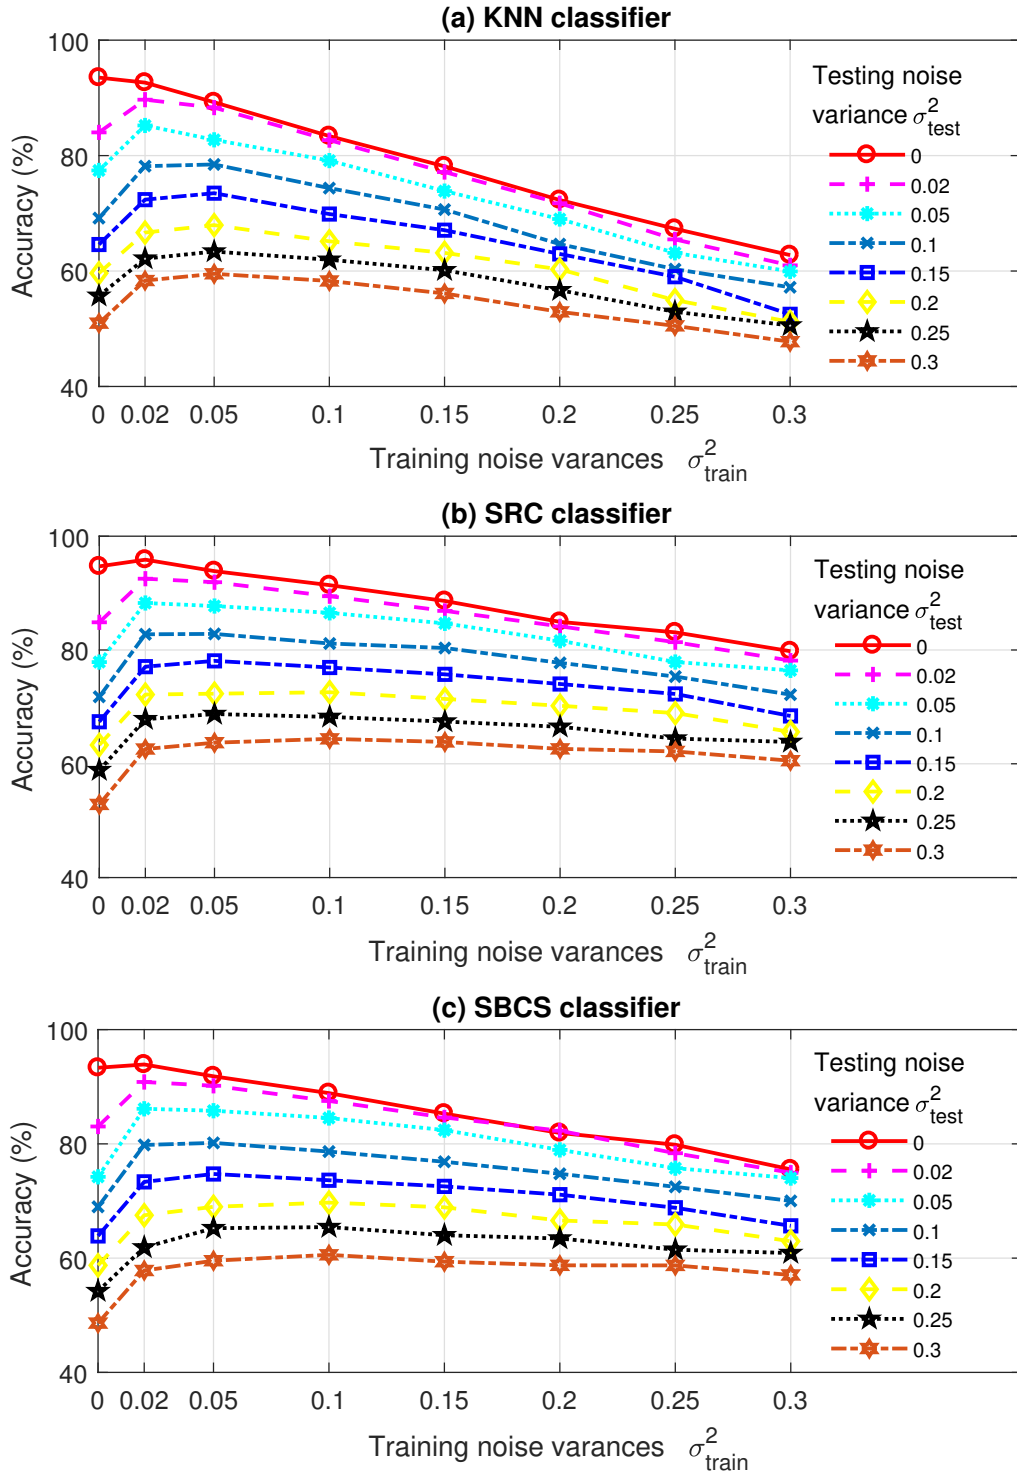 (a) KNN classifier
100
80
60
40
Accuracy (%)
Testing noise
variance σ²test
0
0.02
0.05
0.1
0.15
0.2
0.25
0.3
0 0.02 0.05 0.1 0.15 0.2 0.25 0.3
Training noise varances σ²train
(b) SRC classifier
100
80
60
40
Accuracy (%)
Testing noise
variance σ²test
0
0.02
0.05
0.1
0.15
0.2
0.25
0.3
0 0.02 0.05 0.1 0.15 0.2 0.25 0.3
Training noise varances σ²train
(c) SBCS classifier
100
80
60
40
Accuracy (%)
Testing noise
variance σ²test
0
0.02
0.05
0.1
0.15
0.2
0.25
0.3
0 0.02 0.05 0.1 0.15 0.2 0.25 0.3
Training noise varances σ²train